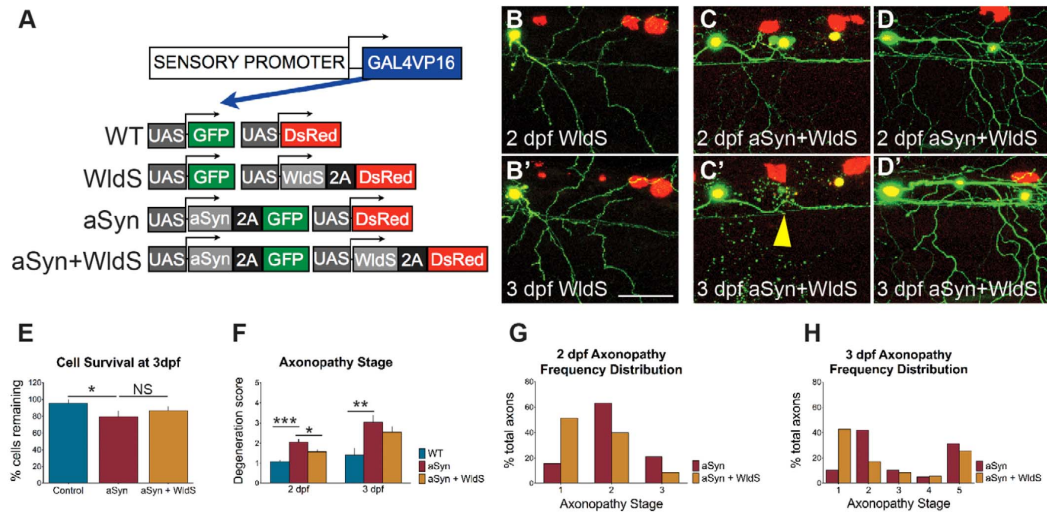 A
SENSORY PROMOTER
GAL4VP16
WT
UAS GFP UAS DsRed
WldS
UAS GFP UAS WldS 2A DsRed
aSyn
UAS aSyn 2A GFP UAS DsRed
aSyn+WldS
UAS aSyn 2A GFP UAS WldS 2A DsRed
B
2 dpf WldS
C
2 dpf aSyn+WldS
D
2 dpf aSyn+WldS
B'
3 dpf WldS
C'
3 dpf aSyn+WldS
D'
3 dpf aSyn+WldS
E
Cell Survival at 3dpf
% cells remaining
120
100
80
60
40
20
0
*
NS
Control
aSyn
aSyn + WldS
F
Axonopathy Stage
Degeneration score
5
4
3
2
1
0
***
*
**
2 dpf
3 dpf
WT
aSyn
aSyn + WldS
G
2 dpf Axonopathy
Frequency Distribution
% total axons
80
60
40
20
0
1
2
3
Axonopathy Stage
aSyn
aSyn + WldS
H
3 dpf Axonopathy
Frequency Distribution
% total axons
80
60
40
20
0
1
2
3
4
5
Axonopathy Stage
aSyn
aSyn + WldS